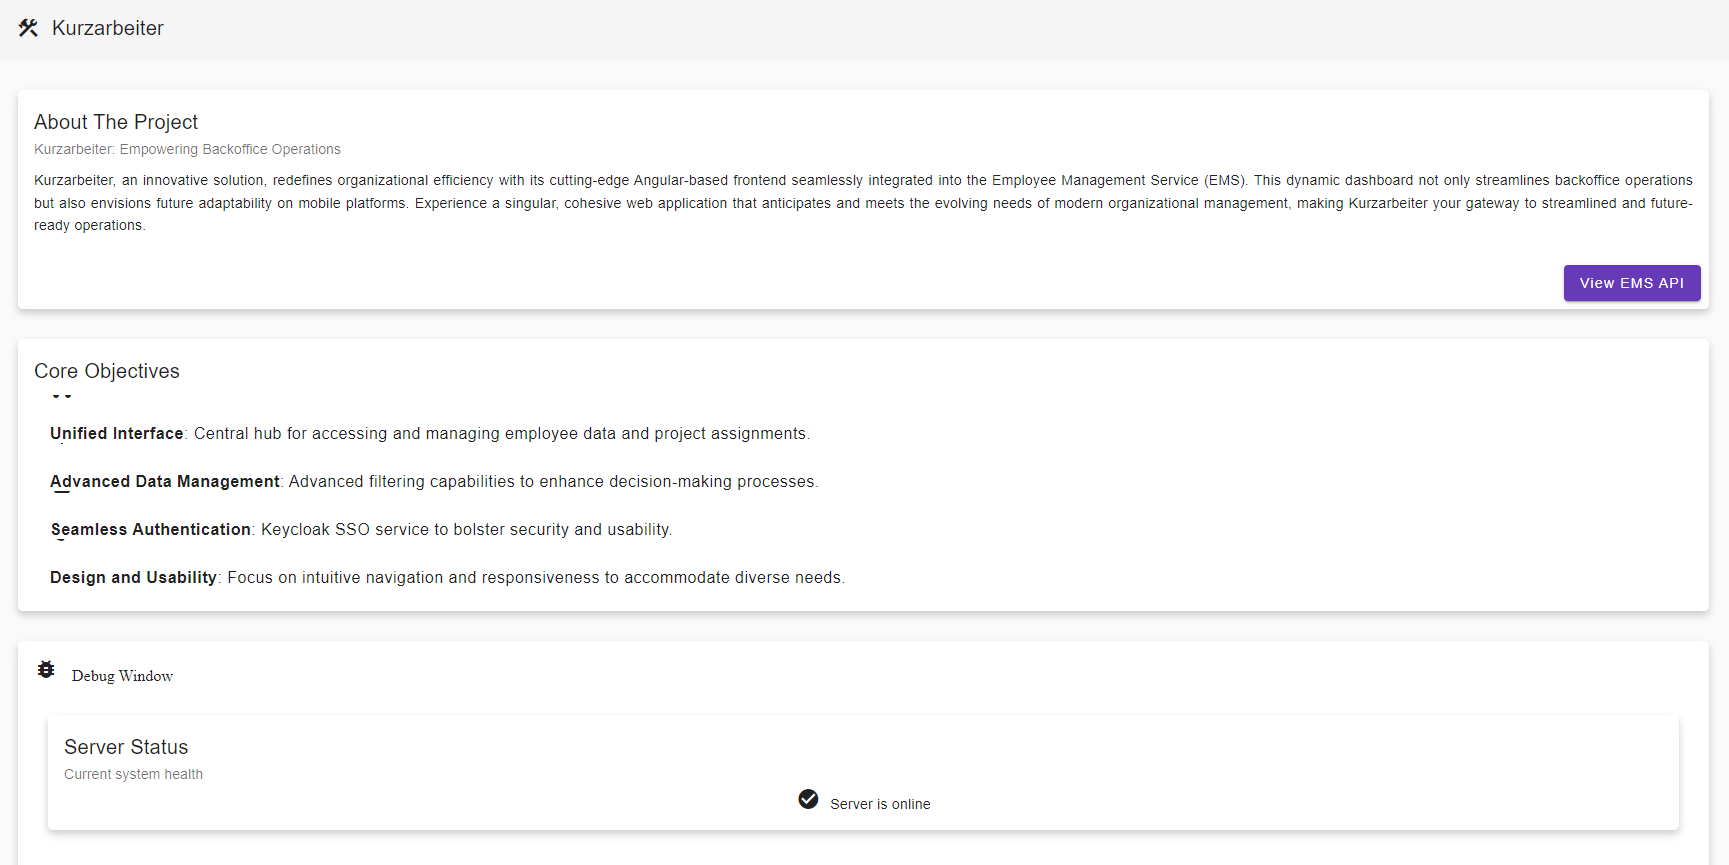 Kurzarbeiter
About The Project
Kurzarbeiter: Empowering Backoffice Operations
Kurzarbeiter, an innovative solution, redefines organizational efficiency with its cutting-edge Angular-based frontend seamlessly integrated into the Employee Management Service (EMS). This dynamic dashboard not only streamlines backoffice operations
but also envisions future adaptability on mobile platforms. Experience a singular, cohesive web application that anticipates and meets the evolving needs of modern organizational management, making Kurzarbeiter your gateway to streamlined and future-
ready operations.
View EMS API
Core Objectives
Unified Interface: Central hub for accessing and managing employee data and project assignments.
Advanced Data Management: Advanced filtering capabilities to enhance decision-making processes.
Seamless Authentication: Keycloak SSO service to bolster security and usability.
Design and Usability: Focus on intuitive navigation and responsiveness to accommodate diverse needs.
Debug Window
Server Status
Current system health
Server is online